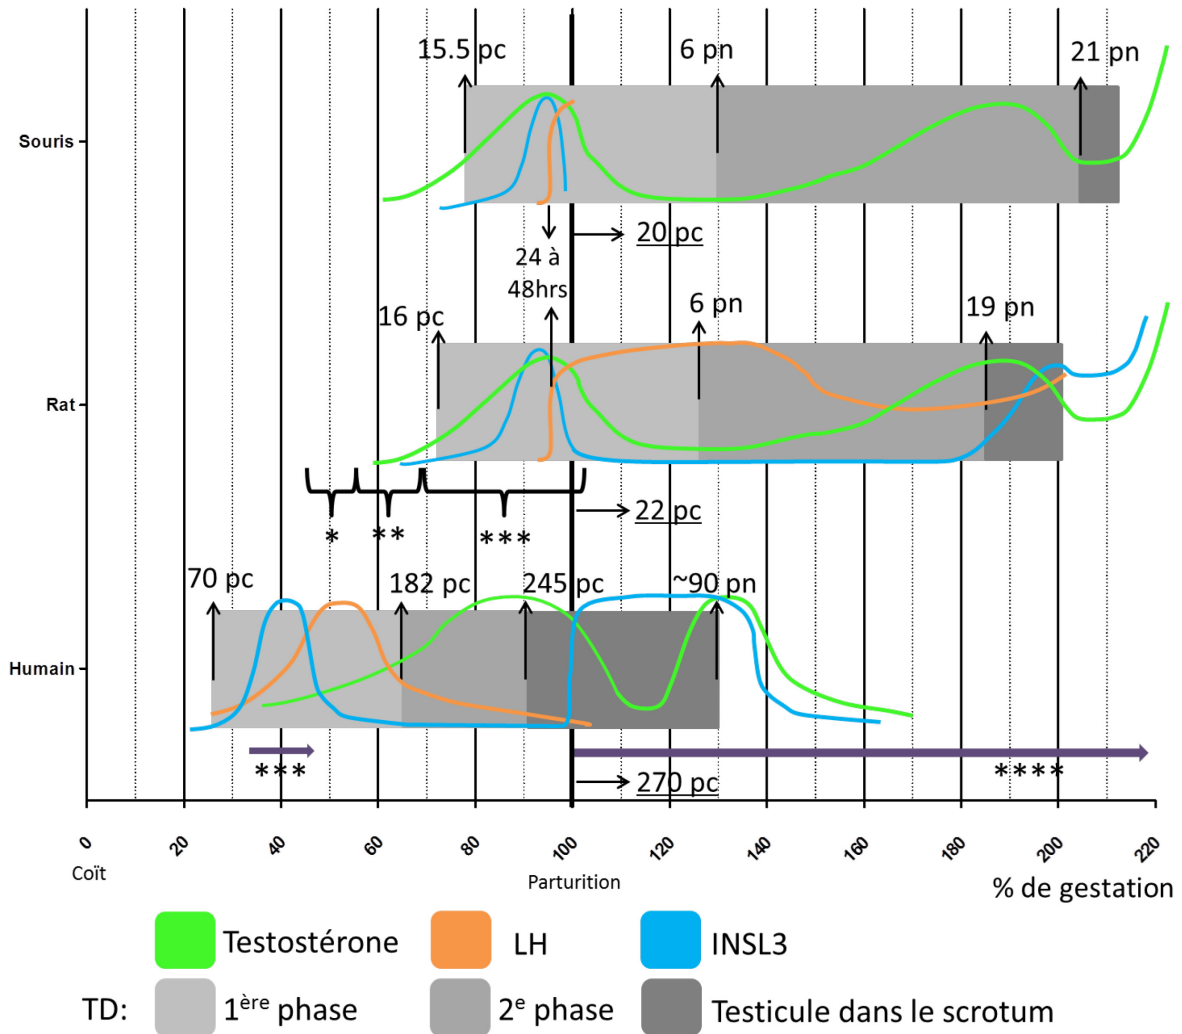 15.5 pc
6 pn
21 pn
Souris
20 pc
24 à
48hrs
16 pc
6 pn
19 pn
Rat
22 pc
*
**
***
70 pc
182 pc
245 pc
~90 pn
Humain
***
****
270 pc
0
20
40
60
80
100
120
140
160
180
200
220
Coït
Parturition
% de gestation
Testostérone
LH
INSL3
TD:
1ère phase
2e phase
Testicule dans le scrotum